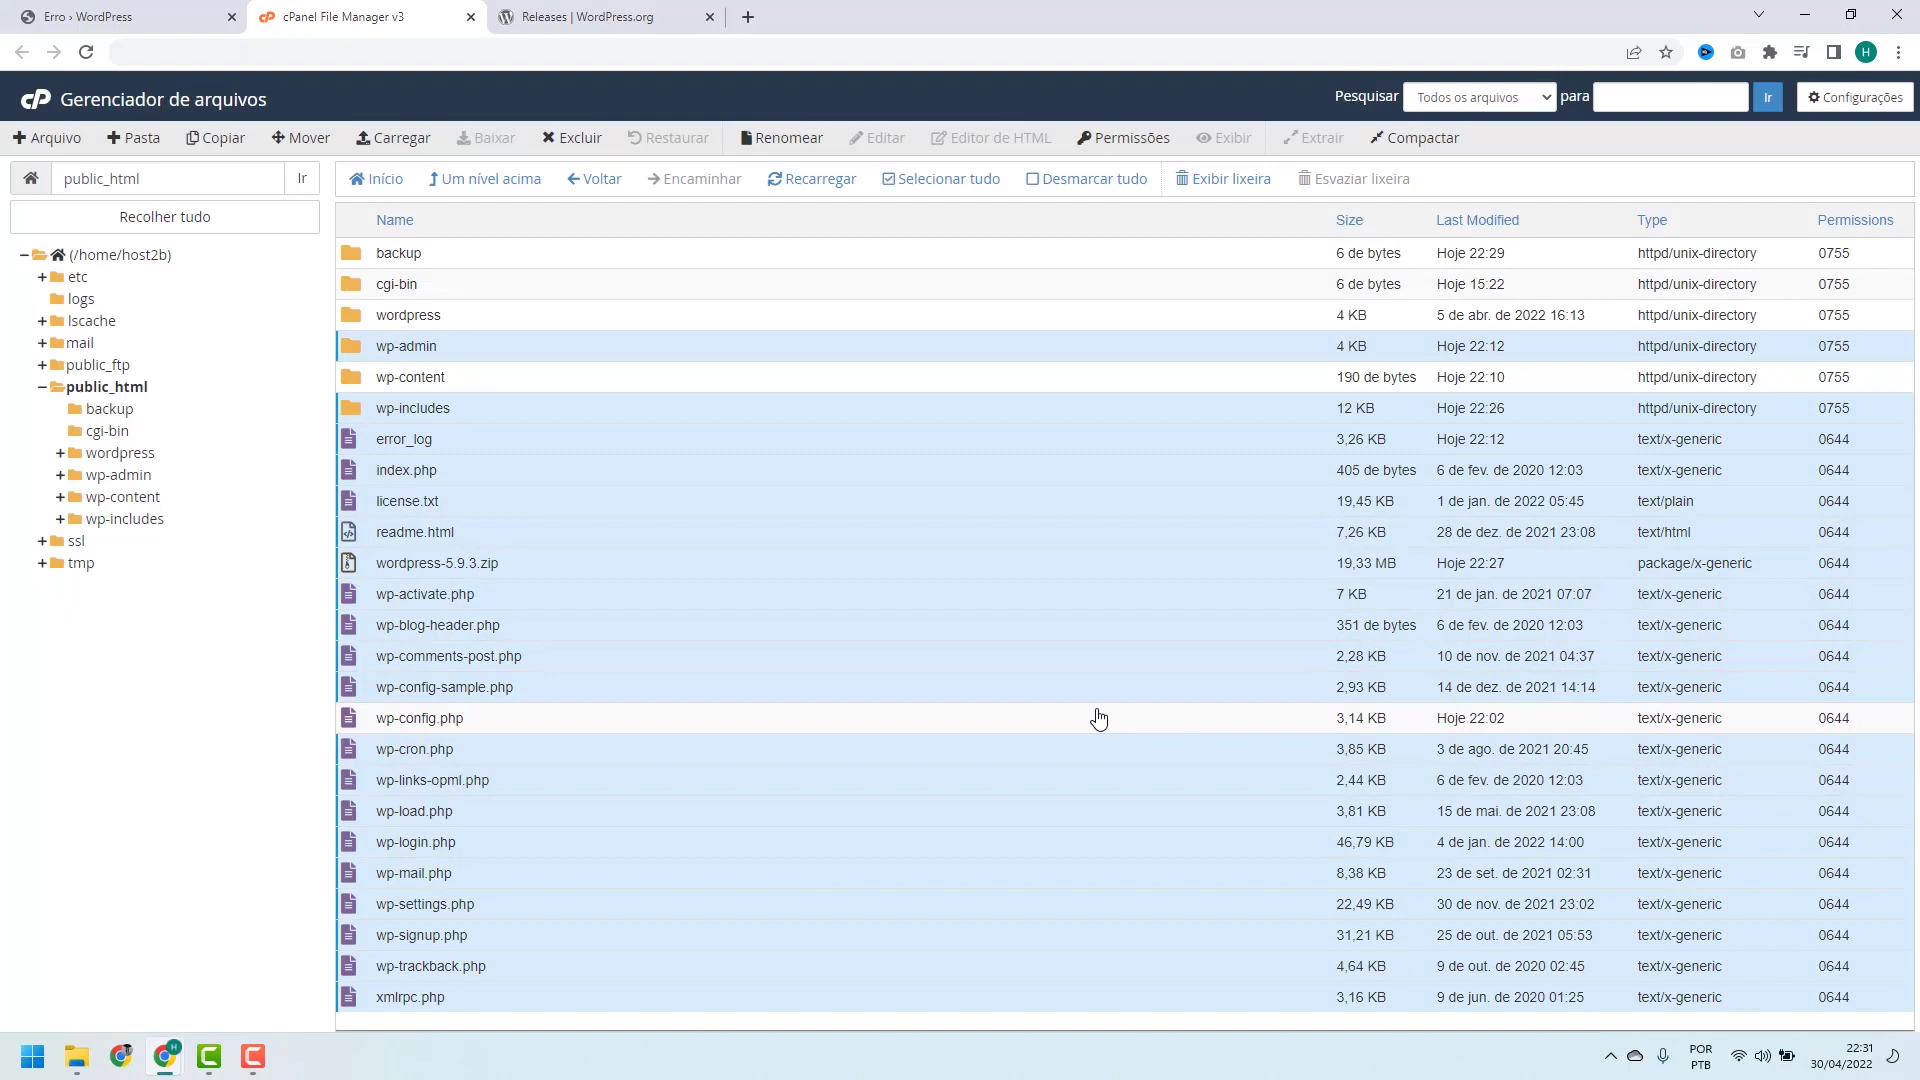 Erro › WordPress
cPanel File Manager v3
Releases | WordPress.org
H
cP Gerenciador de arquivos
Pesquisar Todos os arquivos para Ir Configurações
Arquivo Pasta Copiar Mover Carregar Baixar Excluir Restaurar Renomear Editar Editor de HTML Permissões Exibir Extrair Compactar
public_html Ir Início Um nível acima Voltar Encaminhar Recarregar Selecionar tudo Desmarcar tudo Exibir lixeira Esvaziar lixeira
Recolher tudo
(/home/host2b)
etc
logs
lscache
mail
public_ftp
public_html
backup
cgi-bin
wordpress
wp-admin
wp-content
wp-includes
ssl
tmp
Name Size Last Modified Type Permissions
backup 6 de bytes Hoje 22:29 httpd/unix-directory 0755
cgi-bin 6 de bytes Hoje 15:22 httpd/unix-directory 0755
wordpress 4 KB 5 de abr. de 2022 16:13 httpd/unix-directory 0755
wp-admin 4 KB Hoje 22:12 httpd/unix-directory 0755
wp-content 190 de bytes Hoje 22:10 httpd/unix-directory 0755
wp-includes 12 KB Hoje 22:26 httpd/unix-directory 0755
error_log 3,26 KB Hoje 22:12 text/x-generic 0644
index.php 405 de bytes 6 de fev. de 2020 12:03 text/x-generic 0644
license.txt 19,45 KB 1 de jan. de 2022 05:45 text/plain 0644
readme.html 7,26 KB 28 de dez. de 2021 23:08 text/html 0644
wordpress-5.9.3.zip 19,33 MB Hoje 22:27 package/x-generic 0644
wp-activate.php 7 KB 21 de jan. de 2021 07:07 text/x-generic 0644
wp-blog-header.php 351 de bytes 6 de fev. de 2020 12:03 text/x-generic 0644
wp-comments-post.php 2,28 KB 10 de nov. de 2021 04:37 text/x-generic 0644
wp-config-sample.php 2,93 KB 14 de dez. de 2021 14:14 text/x-generic 0644
wp-config.php 3,14 KB Hoje 22:02 text/x-generic 0644
wp-cron.php 3,85 KB 3 de ago. de 2021 20:45 text/x-generic 0644
wp-links-opml.php 2,44 KB 6 de fev. de 2020 12:03 text/x-generic 0644
wp-load.php 3,81 KB 15 de mai. de 2021 23:08 text/x-generic 0644
wp-login.php 46,79 KB 4 de jan. de 2022 14:00 text/x-generic 0644
wp-mail.php 8,38 KB 23 de set. de 2021 02:31 text/x-generic 0644
wp-settings.php 22,49 KB 30 de nov. de 2021 23:02 text/x-generic 0644
wp-signup.php 31,21 KB 25 de out. de 2021 05:53 text/x-generic 0644
wp-trackback.php 4,64 KB 9 de out. de 2020 02:45 text/x-generic 0644
xmlrpc.php 3,16 KB 9 de jun. de 2020 01:25 text/x-generic 0644
H
POR
PTB
22:31
30/04/2022